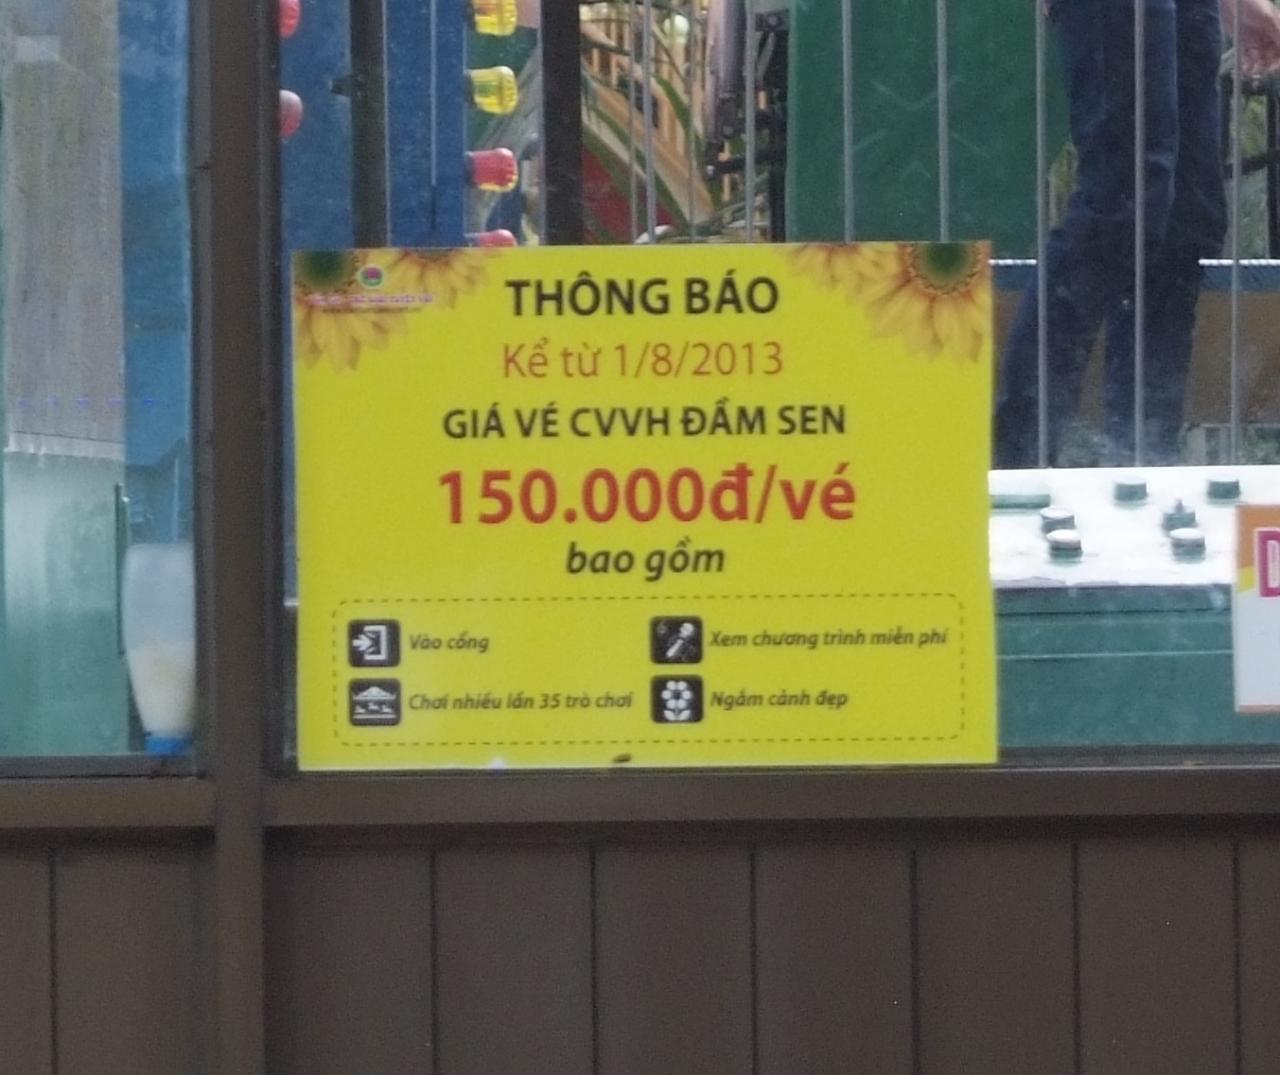 THÔNG BÁO
Kể từ 1/8/2013
GIÁ VÉ CVVH ĐẦM SEN
150.000đ/vé
bao gồm
Vào cổng
Xem chương trình miễn phí
Chơi nhiều lần 35 trò chơi
Ngắm cảnh đẹp